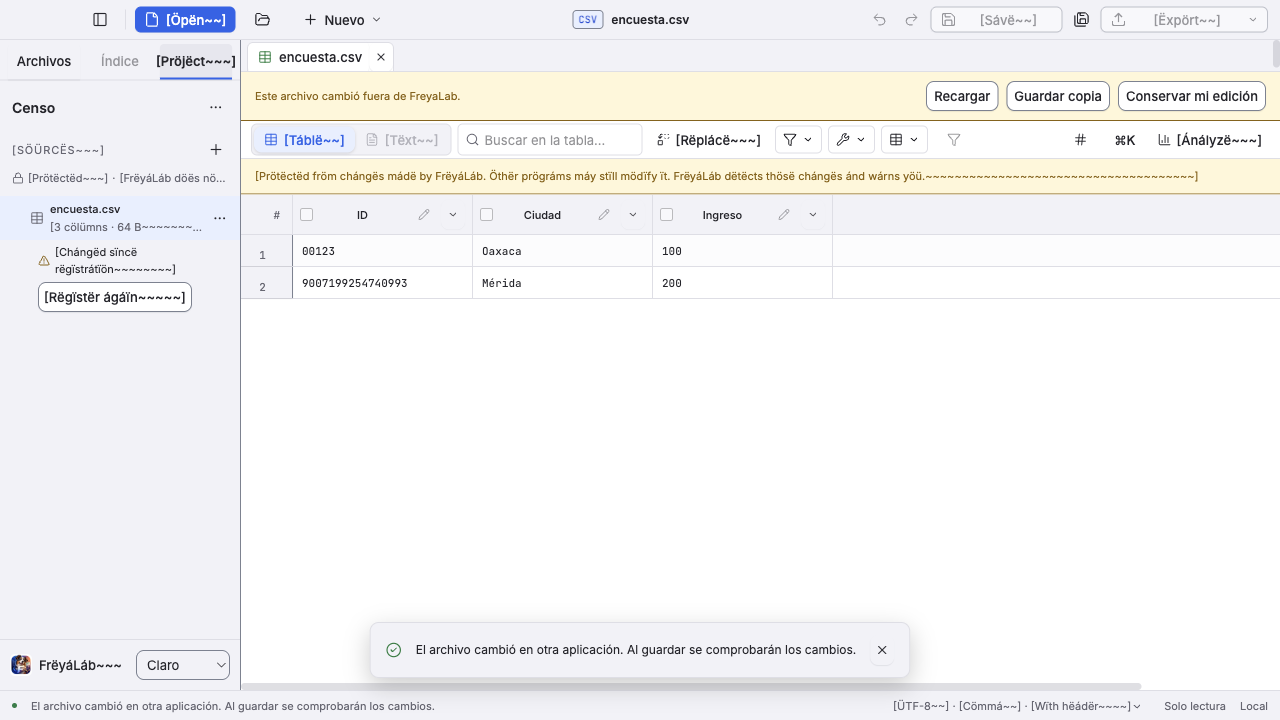 [Öpën~~]
Nuevo
CSV encuesta.csv
[Sávë~~]
[Ëxpört~~]
Archivos
Índice
[Pröjëct~~~]
encuesta.csv
Este archivo cambió fuera de FreyaLab.
Recargar
Guardar copia
Conservar mi edición
Censo
[SÖÜRCËS~~~]
[Prötëctëd~~~] · [FrëyáLáb döës nö...
encuesta.csv
[3 cölümns · 64 B~~~~~~~...
[Chángëd sïncë
rëgïstrátïön~~~~~~~~]
[Rëgïstër ágáïn~~~~~]
[Táblë~~]
[Tëxt~~]
Buscar en la tabla...
[Rëplácë~~~]
#
⌘K
[Ánályzë~~~]
[Prötëctëd fröm chángës mádë by FrëyáLáb. Öthër prögráms máy stïll mödïfy ït. FrëyáLáb dëtëcts thösë chángës ánd wárns yöü.~~~~~~~~~~~~~~~~~~~~~~~~~~~~~~~~~~~~~]
# ID Ciudad Ingreso
1 00123 Oaxaca 100
2 9007199254740993 Mérida 200
FrëyáLáb~~~
Claro
El archivo cambió en otra aplicación. Al guardar se comprobarán los cambios.
El archivo cambió en otra aplicación. Al guardar se comprobarán los cambios.
[ÜTF-8~~] · [Cömmá~~] · [Wïth hëádër~~~~]
Solo lectura
Local